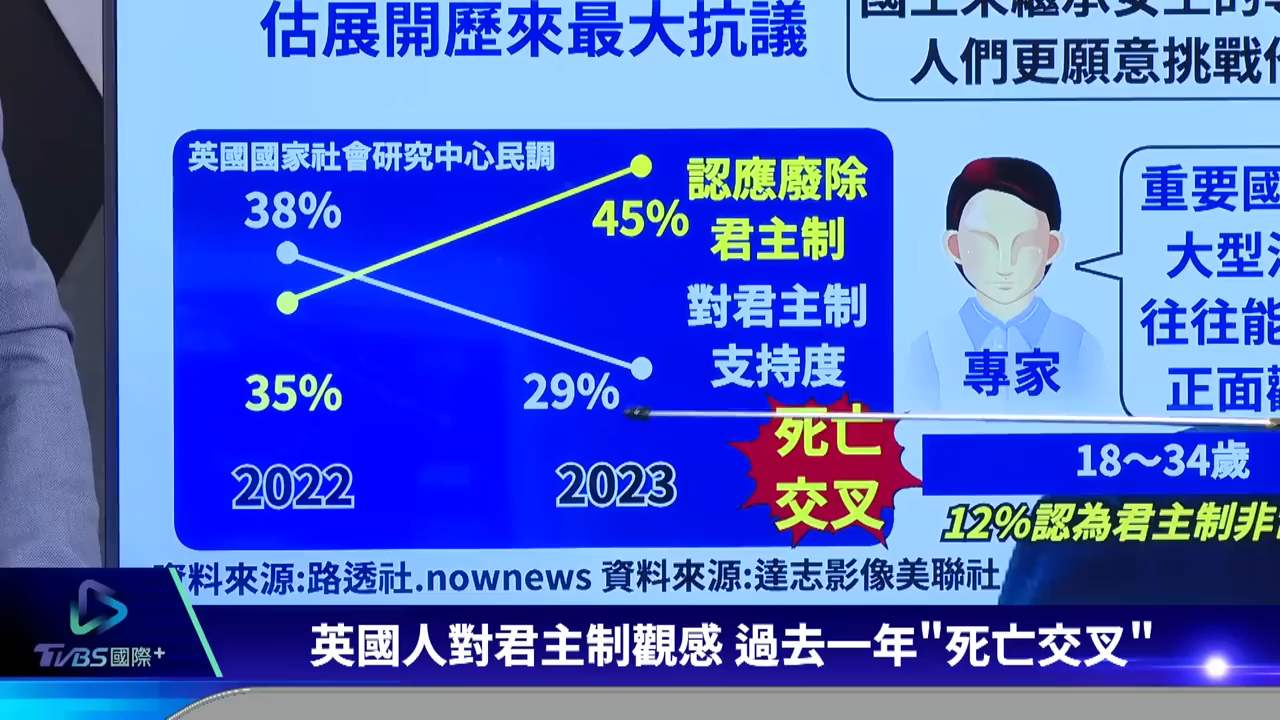 估展開歷來最大抗議
人們更願意挑戰
英國國家社會研究中心民調
38%
45%
認應廢除
君主制
對君主制
支持度
35%
29%
2022
2023
死亡
交叉
專家
重要國
大型
往往能
正面
18～34歲
12%認為君主制非
資料來源:路透社.nownews 資料來源:達志影像美聯社
英國人對君主制觀感 過去一年"死亡交叉"
TVBS國際+